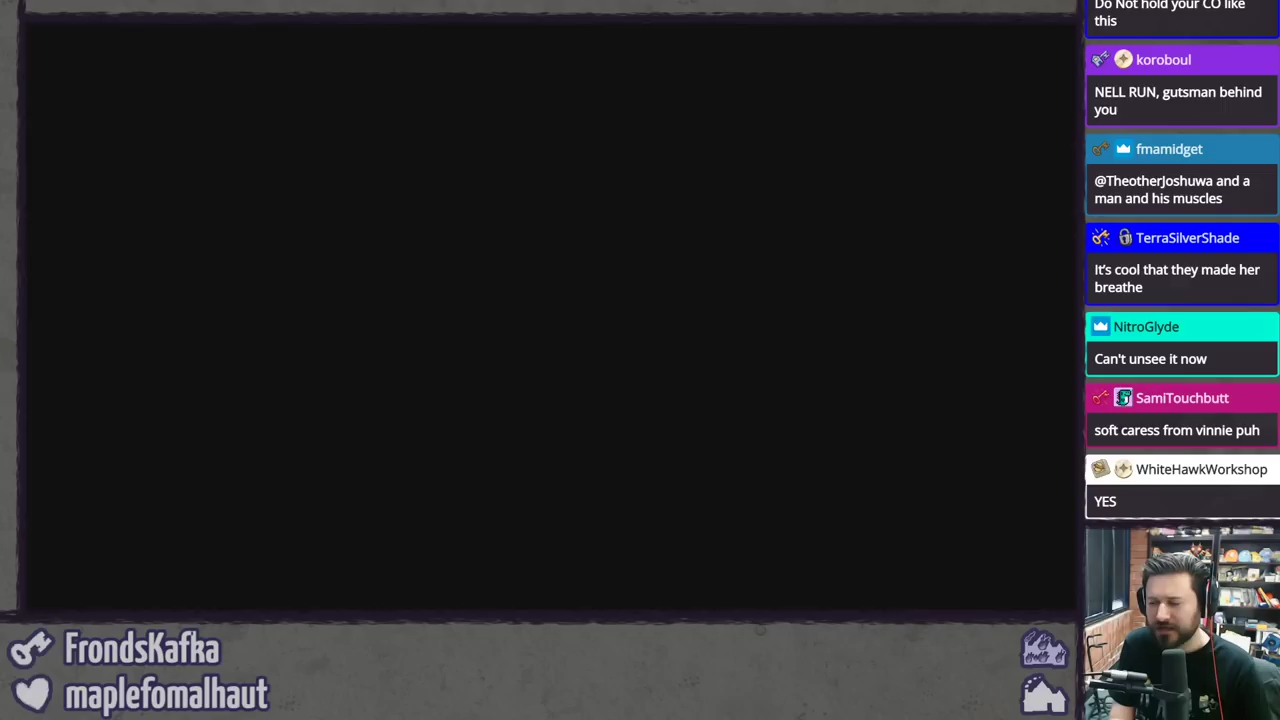 Do Not hold your CO like
this
koroboul
NELL RUN, gutsman behind
you
fmamidget
@TheotherJoshuwa and a
man and his muscles
TerraSilverShade
It's cool that they made her
breathe
NitroGlyde
Can't unsee it now
SamiTouchbutt
soft caress from vinnie puh
WhiteHawkWorkshop
YES
FrondsKafka
maplefomalhaut